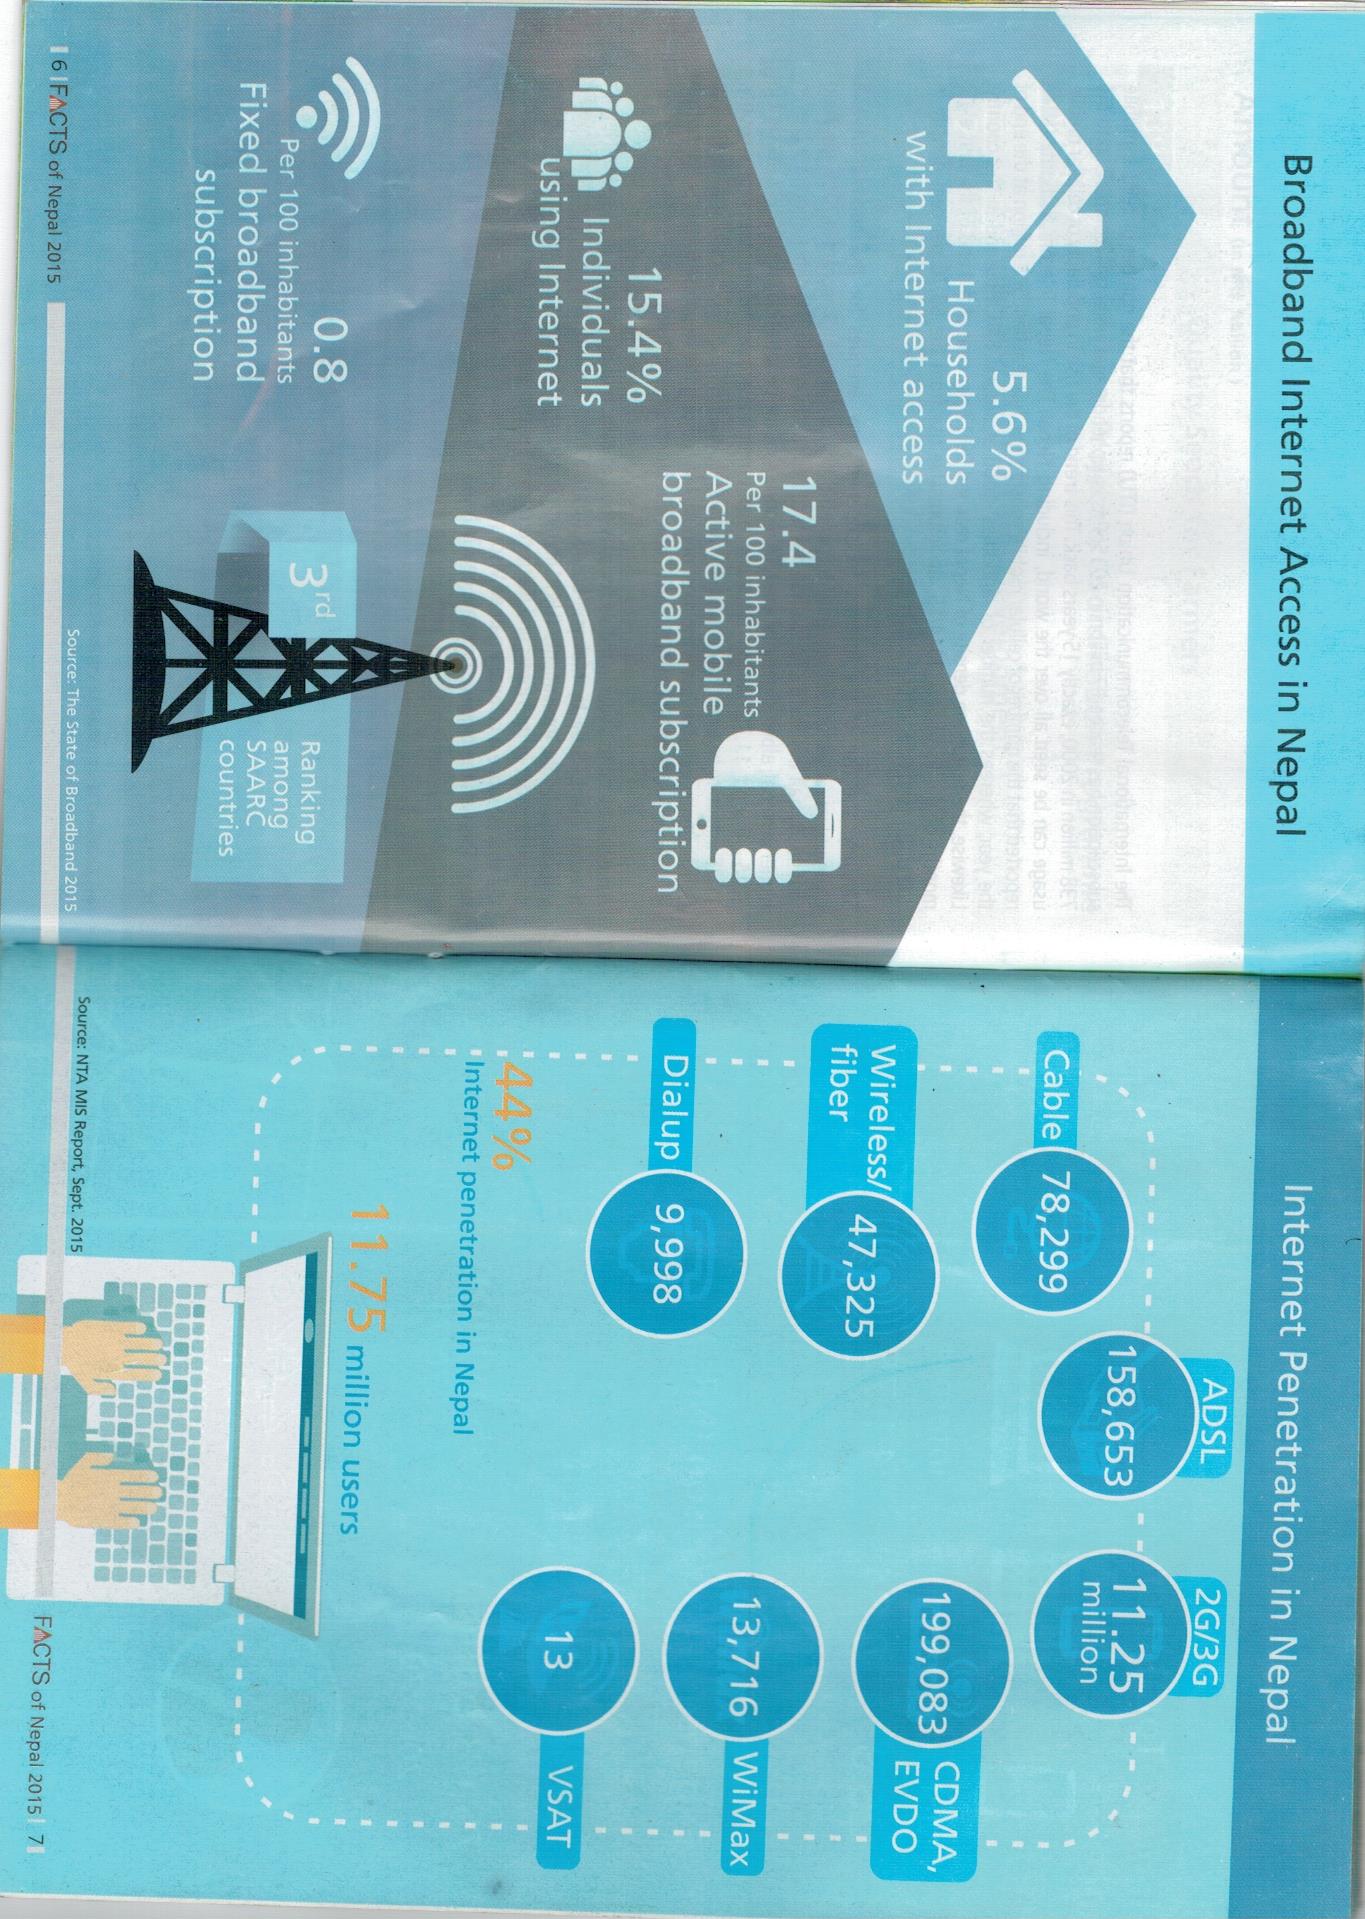 Broadband Internet Access in Nepal
5.6%
Households
with Internet access
17.4
Per 100 inhabitants
Active mobile
broadband subscription
15.4%
Individuals
using Internet
0.8
Per 100 inhabitants
Fixed broadband
subscription
3rd
Ranking
among
SAARC
countries
Source: The State of Broadband 2015
6 FACTS of Nepal 2015
Internet Penetration in Nepal
ADSL
158,653
2G/3G
11.25
million
Cable
78,299
199,083
CDMA,
EVDO
Wireless/
fiber
47,325
13,716
WiMax
Dialup
9,998
13
VSAT
44%
Internet penetration in Nepal
11.75 million users
Source: NTA MIS Report, Sept. 2015
FACTS of Nepal 2015 7